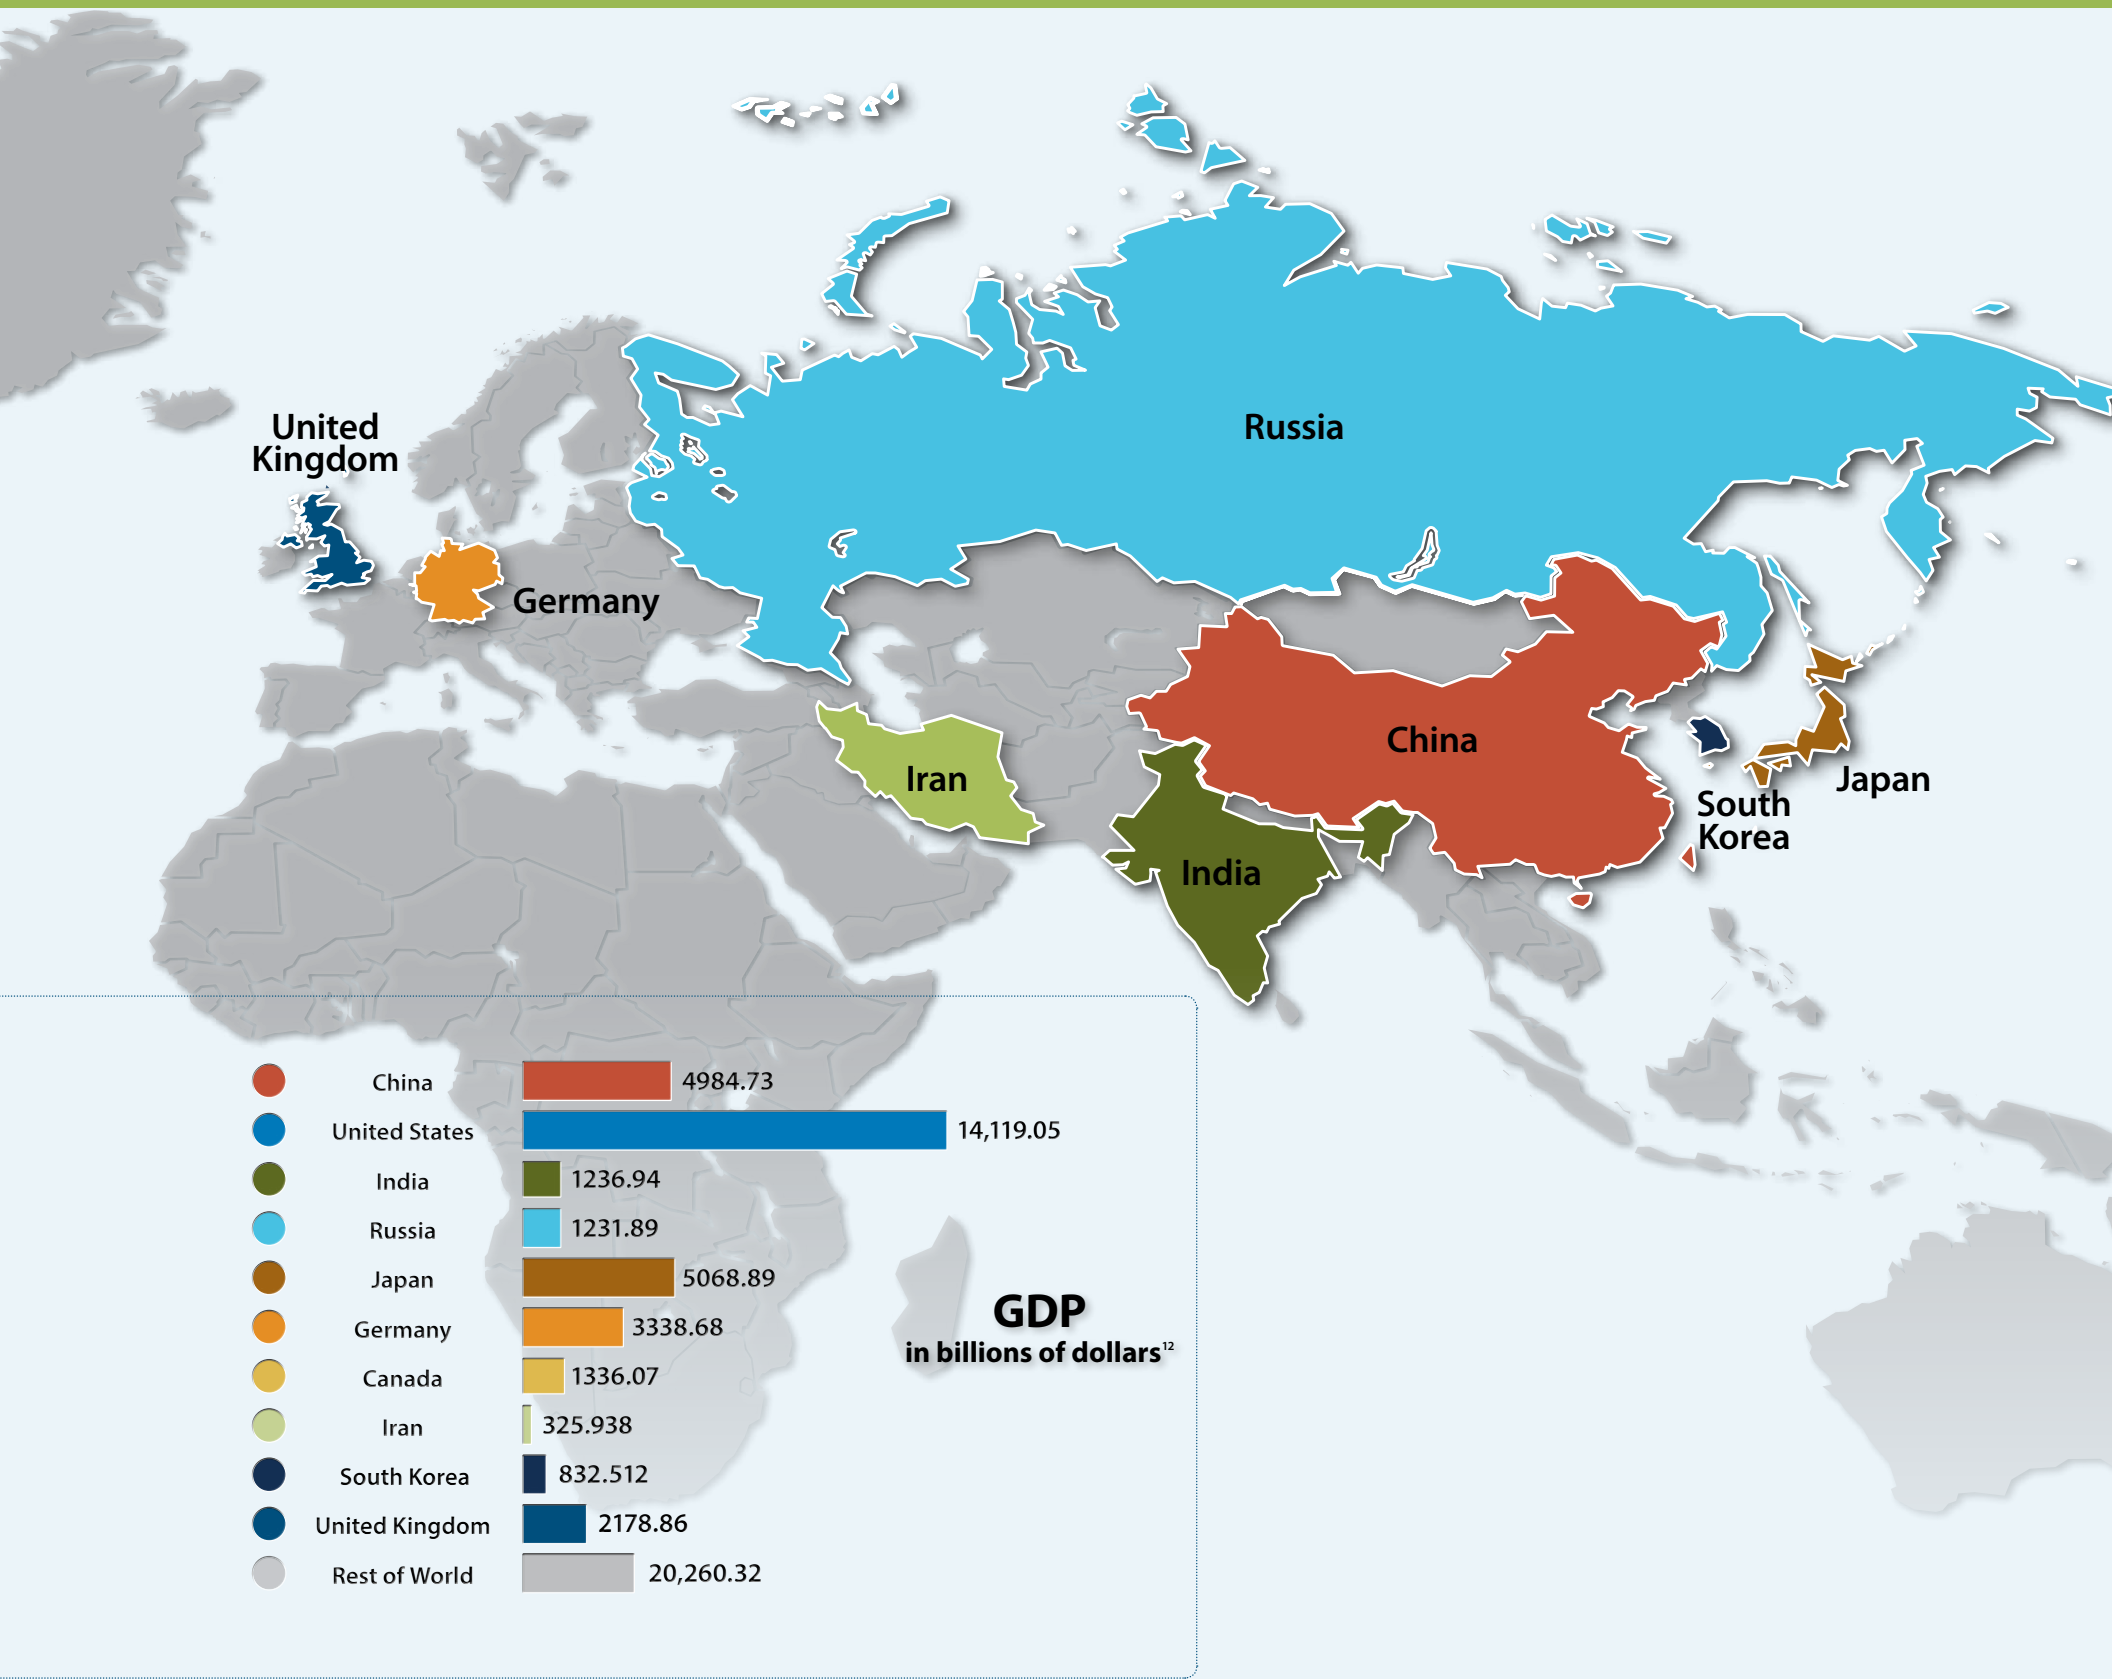 United
Kingdom
Germany
Russia
Iran
China
India
Japan
South
Korea
China 4984.73
United States 14,119.05
India 1236.94
Russia 1231.89
Japan 5068.89
Germany 3338.68
Canada 1336.07
Iran 325.938
South Korea 832.512
United Kingdom 2178.86
Rest of World 20,260.32
GDP
in billions of dollars¹²